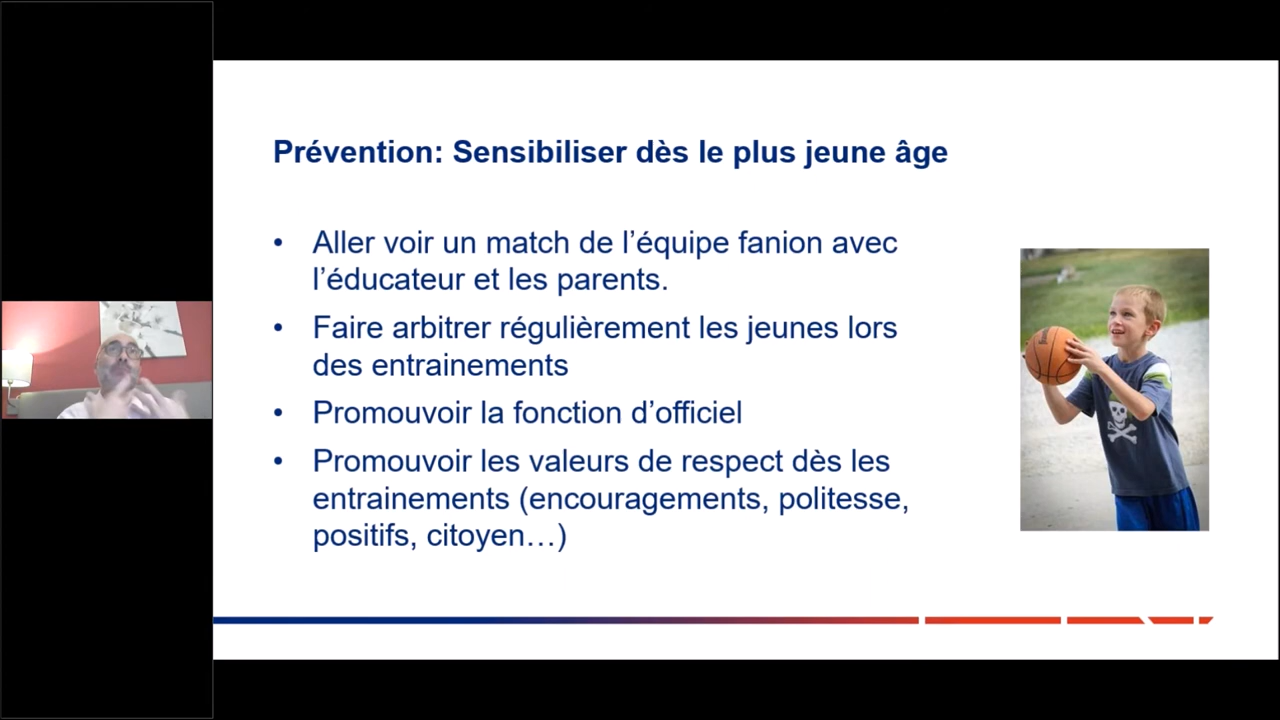 Prévention: Sensibiliser dès le plus jeune âge
• Aller voir un match de l’équipe fanion avec
l’éducateur et les parents.
• Faire arbitrer régulièrement les jeunes lors
des entrainements
• Promouvoir la fonction d’officiel
• Promouvoir les valeurs de respect dès les
entrainements (encouragements, politesse,
positifs, citoyen…)